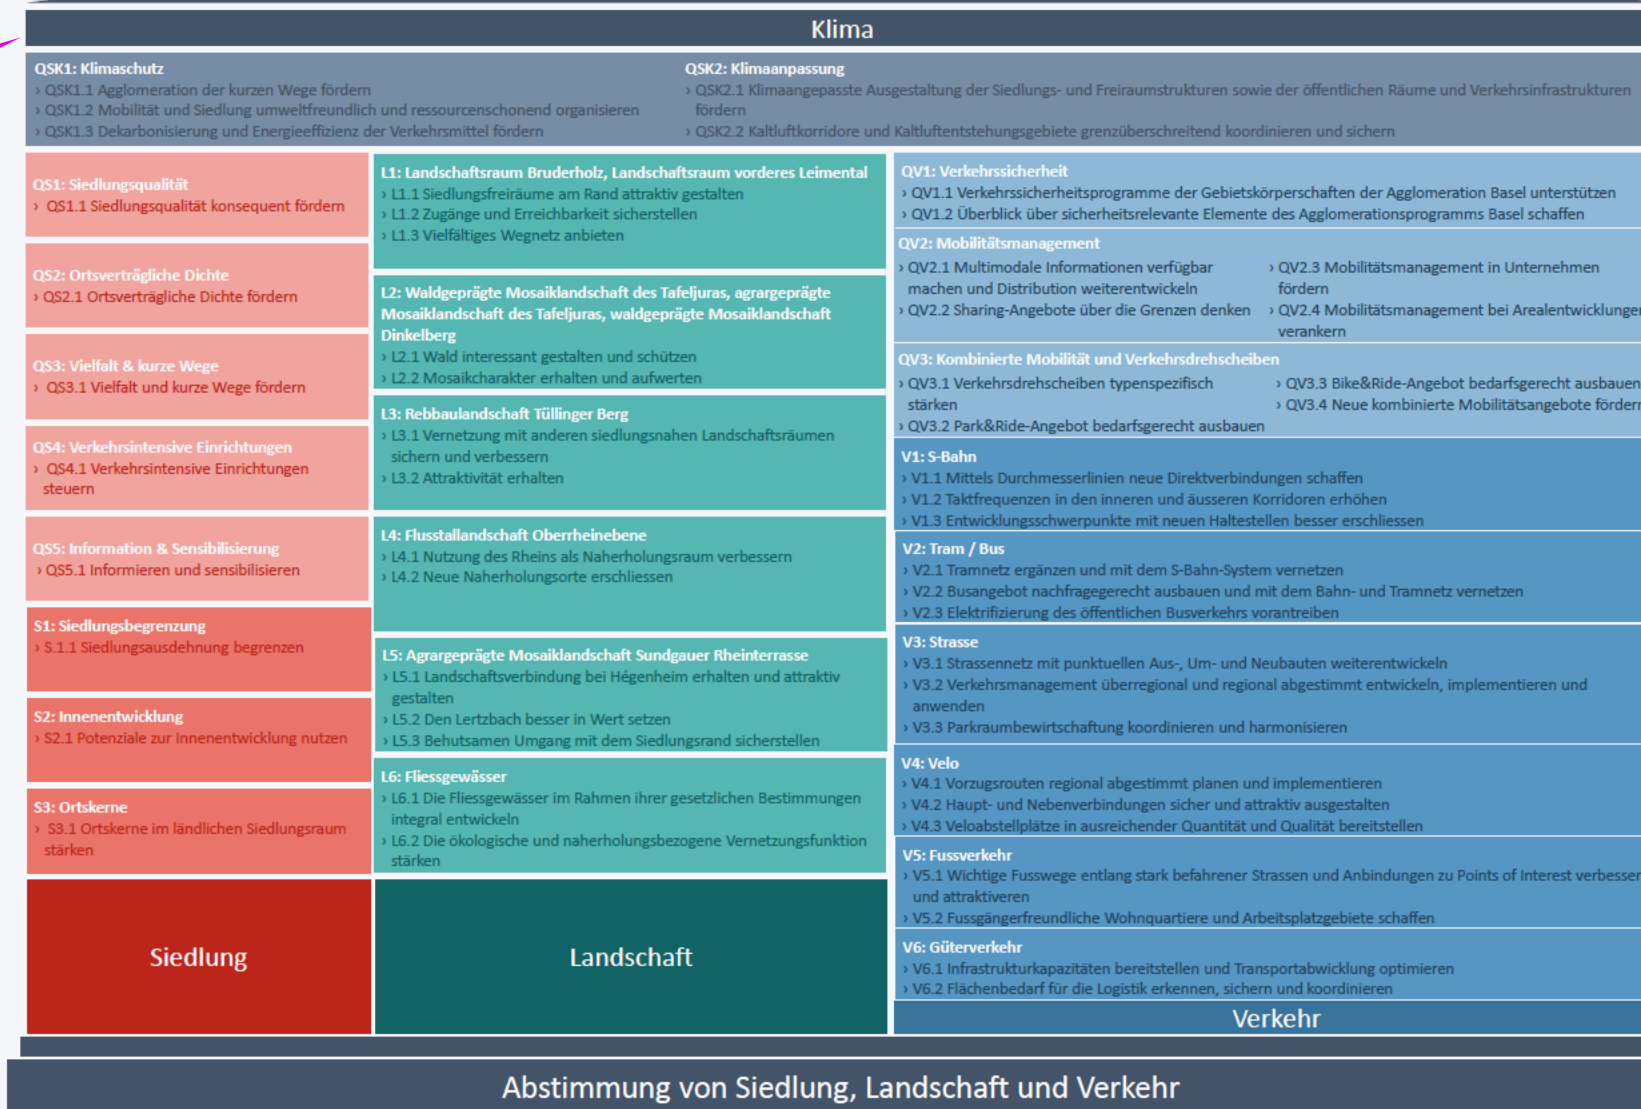 Klima
QSK1: Klimaschutz
› QSK1.1 Agglomeration der kurzen Wege fördern
› QSK1.2 Mobilität und Siedlung umweltfreundlich und ressourcenschonend organisieren
› QSK1.3 Dekarbonisierung und Energieeffizienz der Verkehrsmittel fördern
QSK2: Klimaanpassung
› QSK2.1 Klimaangepasste Ausgestaltung der Siedlungs- und Freiraumstrukturen sowie der öffentlichen Räume und Verkehrsinfrastrukturen
fördern
› QSK2.2 Kaltluftkorridore und Kaltluftentstehungsgebiete grenzüberschreitend koordinieren und sichern
QS1: Siedlungsqualität
› QS1.1 Siedlungsqualität konsequent fördern
QS2: Ortsverträgliche Dichte
› QS2.1 Ortsverträgliche Dichte fördern
QS3: Vielfalt & kurze Wege
› QS3.1 Vielfalt und kurze Wege fördern
QS4: Verkehrsintensive Einrichtungen
› QS4.1 Verkehrsintensive Einrichtungen
steuern
QS5: Information & Sensibilisierung
› QS5.1 Informieren und sensibilisieren
S1: Siedlungsbegrenzung
› S.1.1 Siedlungsausdehnung begrenzen
S2: Innenentwicklung
› S2.1 Potenziale zur Innenentwicklung nutzen
S3: Ortskerne
› S3.1 Ortskerne im ländlichen Siedlungsraum
stärken
Siedlung
L1: Landschaftsraum Bruderholz, Landschaftsraum vorderes Leimental
› L1.1 Siedlungsfreiräume am Rand attraktiv gestalten
› L1.2 Zugänge und Erreichbarkeit sicherstellen
› L1.3 Vielfältiges Wegnetz anbieten
L2: Waldgeprägte Mosaiklandschaft des Tafeljuras, agrargeprägte
Mosaiklandschaft des Tafeljuras, waldgeprägte Mosaiklandschaft
Dinkelberg
› L2.1 Wald interessant gestalten und schützen
› L2.2 Mosaikcharakter erhalten und aufwerten
L3: Rebbaulandschaft Tüllinger Berg
› L3.1 Vernetzung mit anderen siedlungsnahen Landschaftsräumen
sichern und verbessern
› L3.2 Attraktivität erhalten
L4: Flusstallandschaft Oberrheinebene
› L4.1 Nutzung des Rheins als Naherholungsraum verbessern
› L4.2 Neue Naherholungsorte erschliessen
L5: Agrargeprägte Mosaiklandschaft Sundgauer Rheinterrasse
› L5.1 Landschaftsverbindung bei Hégenheim erhalten und attraktiv
gestalten
› L5.2 Den Lertzbach besser in Wert setzen
› L5.3 Behutsamen Umgang mit dem Siedlungsrand sicherstellen
L6: Fliessgewässer
› L6.1 Die Fliessgewässer im Rahmen ihrer gesetzlichen Bestimmungen
integral entwickeln
› L6.2 Die ökologische und naherholungsbezogene Vernetzungsfunktion
stärken
Landschaft
QV1: Verkehrssicherheit
› QV1.1 Verkehrssicherheitsprogramme der Gebietskörperschaften der Agglomeration Basel unterstützen
› QV1.2 Überblick über sicherheitsrelevante Elemente des Agglomerationsprogramms Basel schaffen
QV2: Mobilitätsmanagement
› QV2.1 Multimodale Informationen verfügbar
machen und Distribution weiterentwickeln
› QV2.2 Sharing-Angebote über die Grenzen denken
› QV2.3 Mobilitätsmanagement in Unternehmen
fördern
› QV2.4 Mobilitätsmanagement bei Arealentwicklungen
verankern
QV3: Kombinierte Mobilität und Verkehrsdrehscheiben
› QV3.1 Verkehrsdrehscheiben typenspezifisch
stärken
› QV3.2 Park&Ride-Angebot bedarfsgerecht ausbauen
› QV3.3 Bike&Ride-Angebot bedarfsgerecht ausbauen
› QV3.4 Neue kombinierte Mobilitätsangebote fördern
V1: S-Bahn
› V1.1 Mittels Durchmesserlinien neue Direktverbindungen schaffen
› V1.2 Taktfrequenzen in den inneren und äusseren Korridoren erhöhen
› V1.3 Entwicklungsschwerpunkte mit neuen Haltestellen besser erschliessen
V2: Tram / Bus
› V2.1 Tramnetz ergänzen und mit dem S-Bahn-System vernetzen
› V2.2 Busangebot nachfragegerecht ausbauen und mit dem Bahn- und Tramnetz vernetzen
› V2.3 Elektrifizierung des öffentlichen Busverkehrs vorantreiben
V3: Strasse
› V3.1 Strassennetz mit punktuellen Aus-, Um- und Neubauten weiterentwickeln
› V3.2 Verkehrsmanagement überregional und regional abgestimmt entwickeln, implementieren und
anwenden
› V3.3 Parkraumbewirtschaftung koordinieren und harmonisieren
V4: Velo
› V4.1 Vorzugsrouten regional abgestimmt planen und implementieren
› V4.2 Haupt- und Nebenverbindungen sicher und attraktiv ausgestalten
› V4.3 Veloabstellplätze in ausreichender Quantität und Qualität bereitstellen
V5: Fussverkehr
› V5.1 Wichtige Fusswege entlang stark befahrener Strassen und Anbindungen zu Points of Interest verbesser
und attraktiveren
› V5.2 Fussgängerfreundliche Wohnquartiere und Arbeitsplatzgebiete schaffen
V6: Güterverkehr
› V6.1 Infrastrukturkapazitäten bereitstellen und Transportabwicklung optimieren
› V6.2 Flächenbedarf für die Logistik erkennen, sichern und koordinieren
Verkehr
Abstimmung von Siedlung, Landschaft und Verkehr